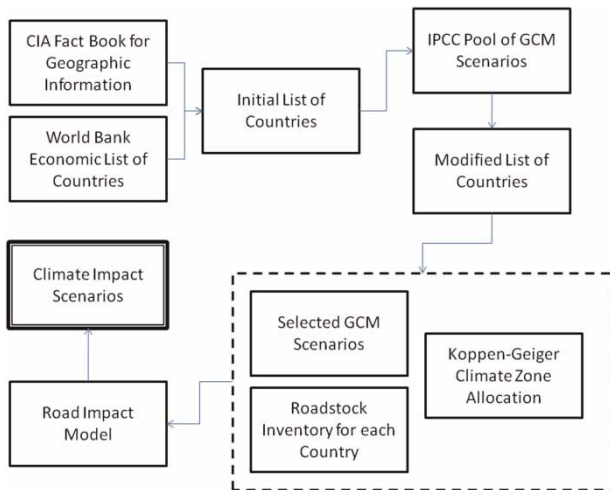 CIA Fact Book for
Geographic
Information
World Bank
Economic List of
Countries
Initial List of
Countries
IPCC Pool of GCM
Scenarios
Modified List of
Countries
Selected GCM
Scenarios
Roadstock
Inventory for each
Country
Koppen-Geiger
Climate Zone
Allocation
Road Impact
Model
Climate Impact
Scenarios